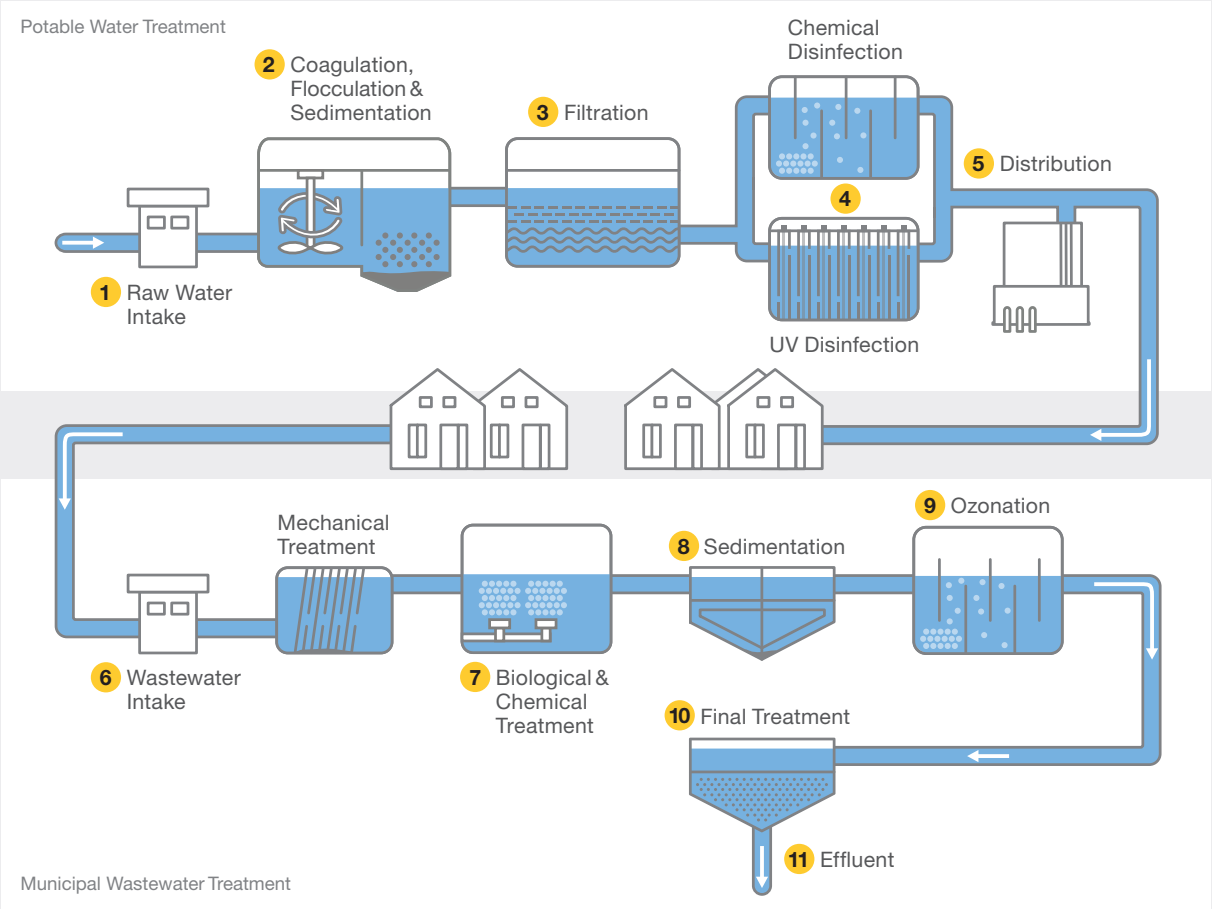 Potable Water Treatment
2 Coagulation,
Flocculation &
Sedimentation
3 Filtration
Chemical
Disinfection
4
UV Disinfection
5 Distribution
1 Raw Water
Intake
6 Wastewater
Intake
Mechanical
Treatment
7 Biological &
Chemical
Treatment
8 Sedimentation
9 Ozonation
10 Final Treatment
11 Effluent
Municipal Wastewater Treatment